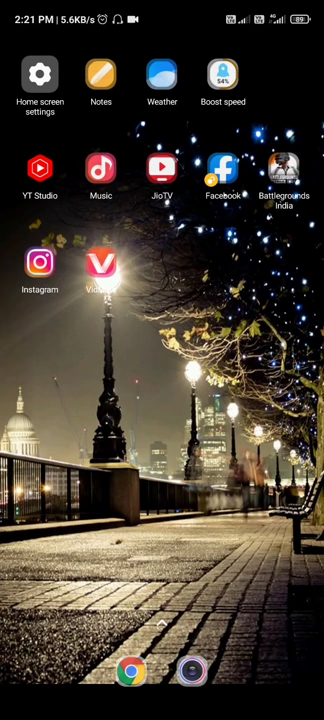 2:21 PM | 5.6KB/s
4G
89
Home screen settings
Notes
Weather
54%
Boost speed
YT Studio
Music
JioTV
Facebook
Battlegrounds India
Instagram